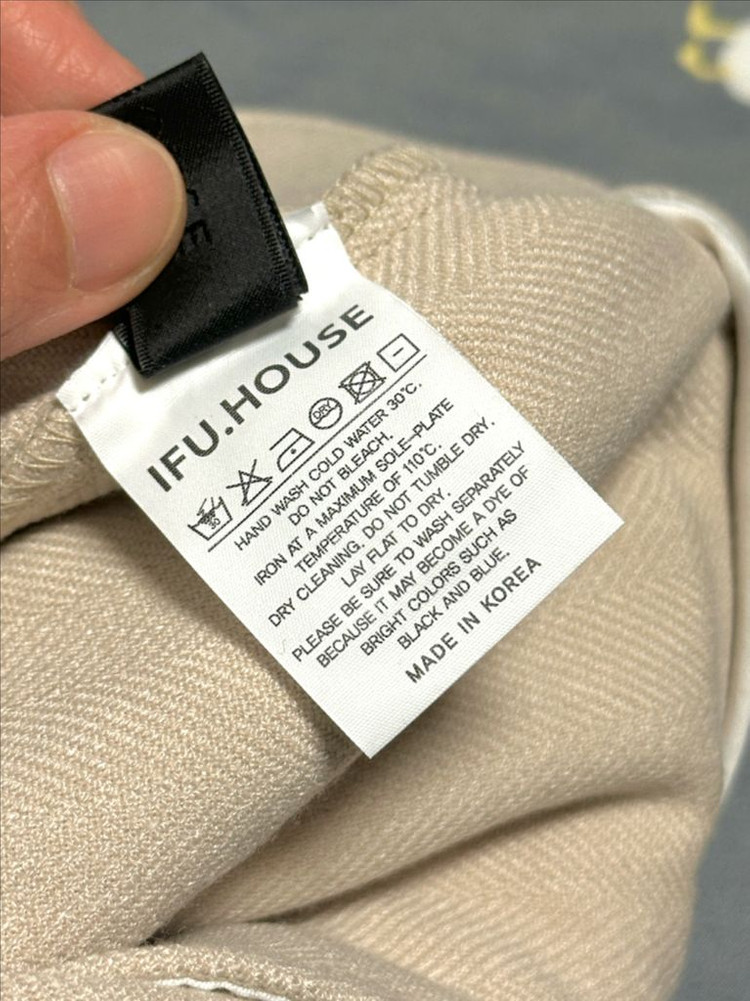 IFU.HOUSE
30
DRY
HAND WASH COLD WATER 30℃.
DO NOT BLEACH.
IRON AT A MAXIMUM SOLE-PLATE
TEMPERATURE OF 110℃.
DRY CLEANING. DO NOT TUMBLE DRY.
LAY FLAT TO DRY.
PLEASE BE SURE TO WASH SEPARATELY
BECAUSE IT MAY BECOME A DYE OF
BRIGHT COLORS SUCH AS
BLACK AND BLUE.
MADE IN KOREA